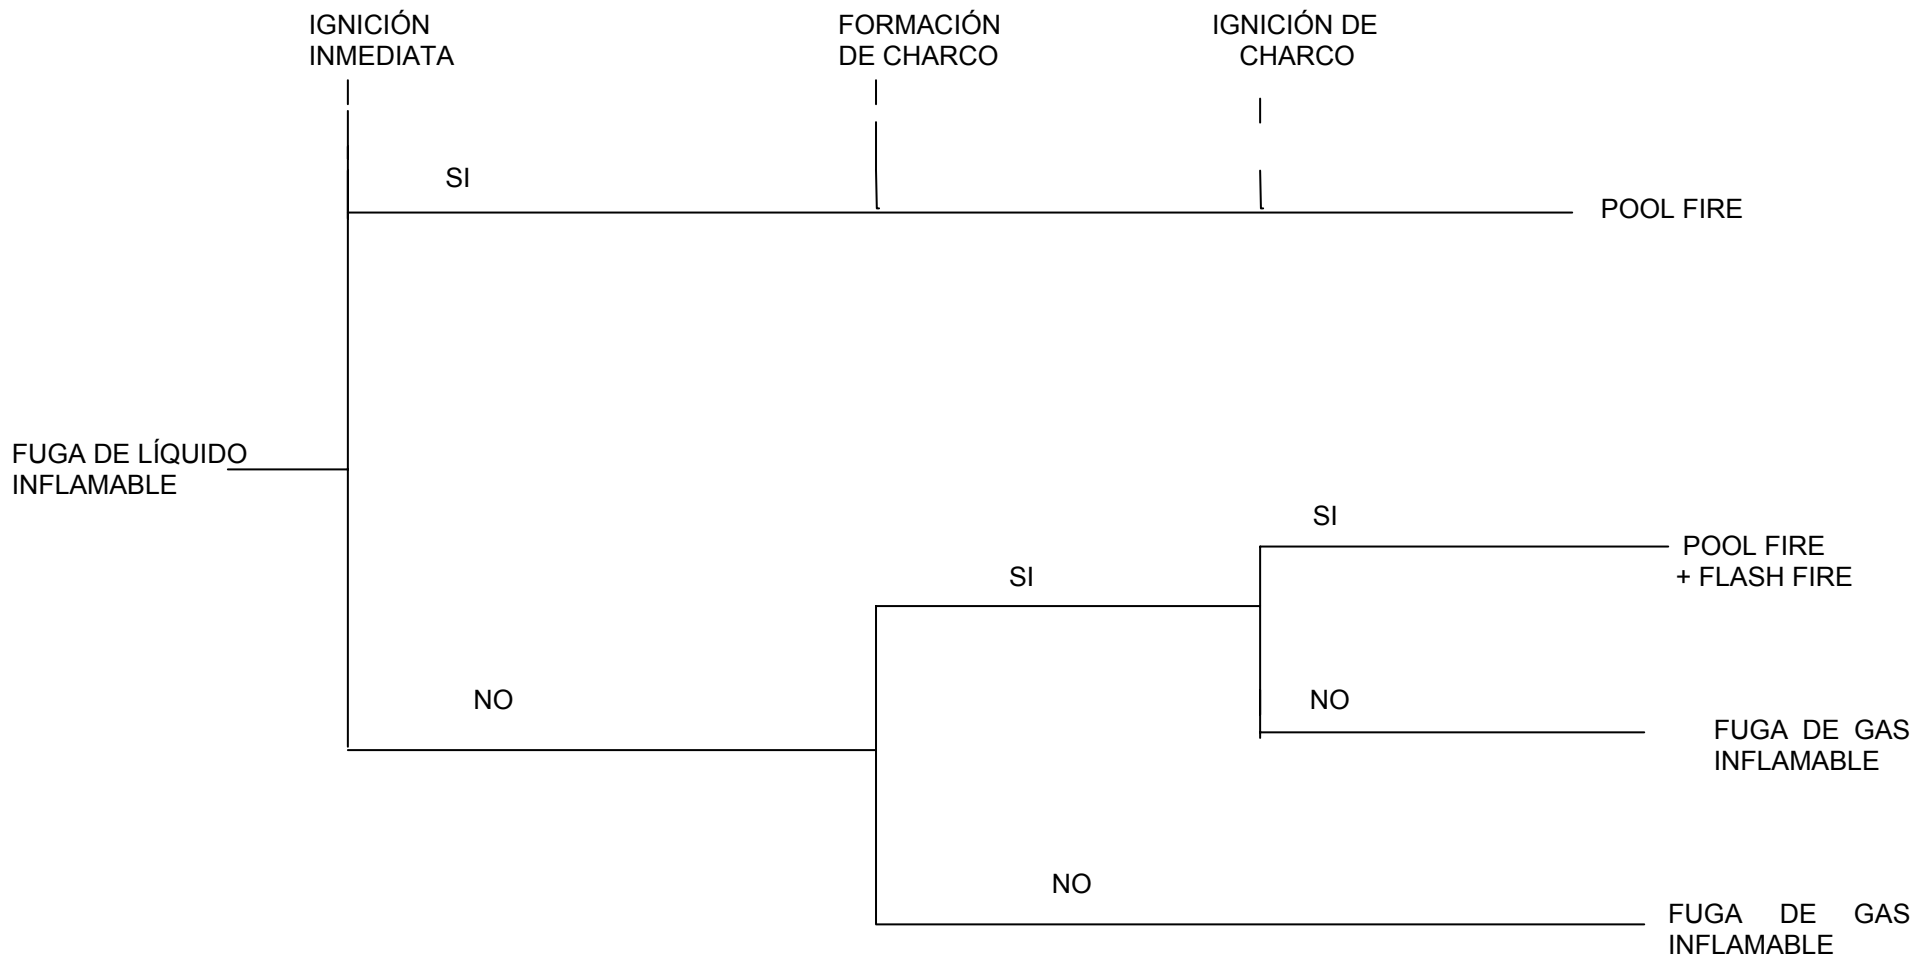 IGNICIÓN
INMEDIATA
FORMACIÓN
DE CHARCO
IGNICIÓN DE
CHARCO
SI
POOL FIRE
FUGA DE LÍQUIDO
INFLAMABLE
SI
POOL FIRE
+ FLASH FIRE
SI
NO
NO
FUGA DE GAS
INFLAMABLE
NO
FUGA DE GAS
INFLAMABLE